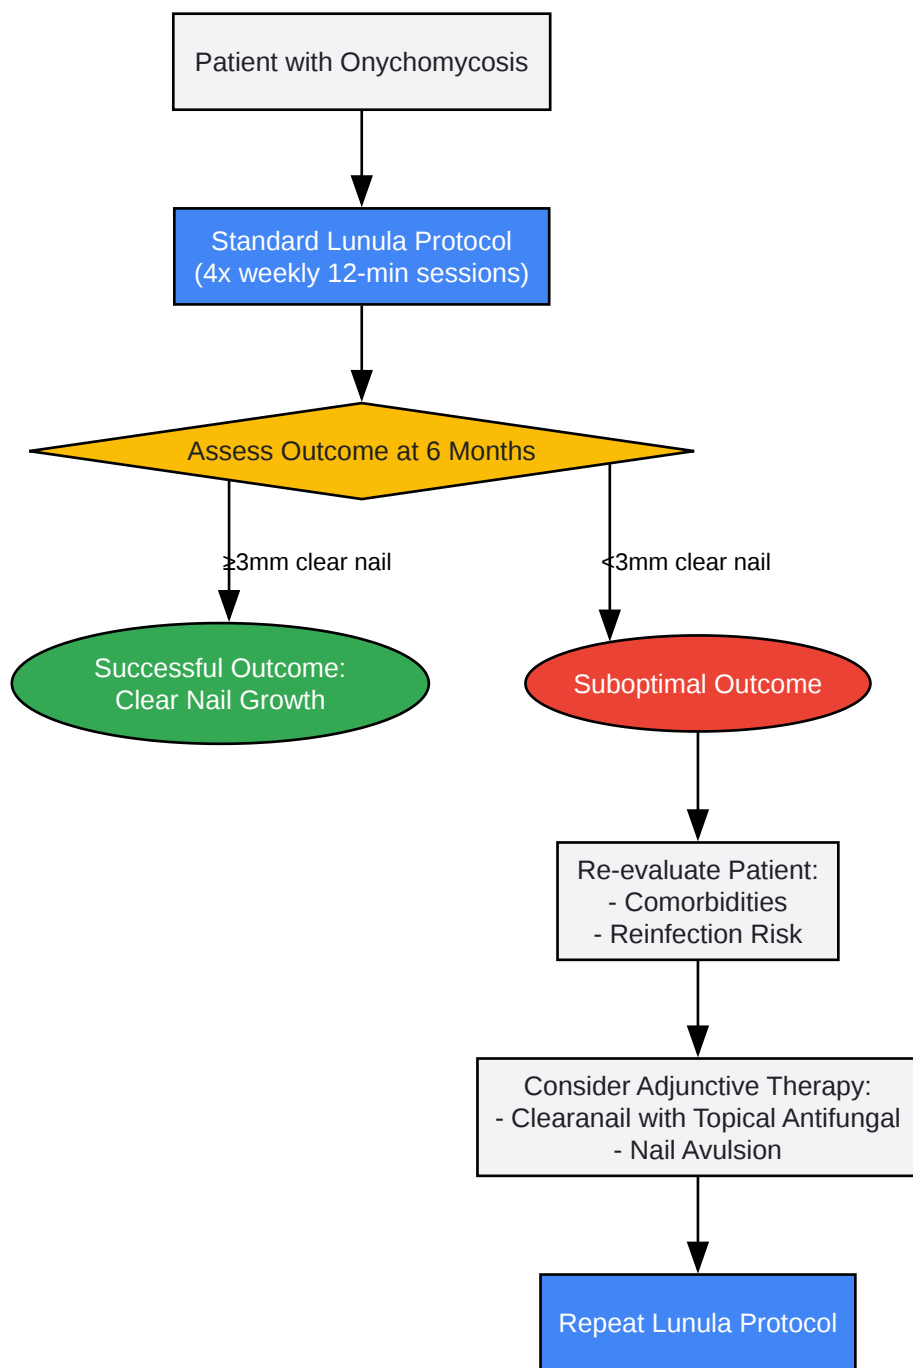 Patient with Onychomycosis
Standard Lunula Protocol
(4x weekly 12-min sessions)
Assess Outcome at 6 Months
≥3mm clear nail
<3mm clear nail
Successful Outcome:
Clear Nail Growth
Suboptimal Outcome
Re-evaluate Patient:
- Comorbidities
- Reinfection Risk
Consider Adjunctive Therapy:
- Clearanail with Topical Antifungal
- Nail Avulsion
Repeat Lunula Protocol